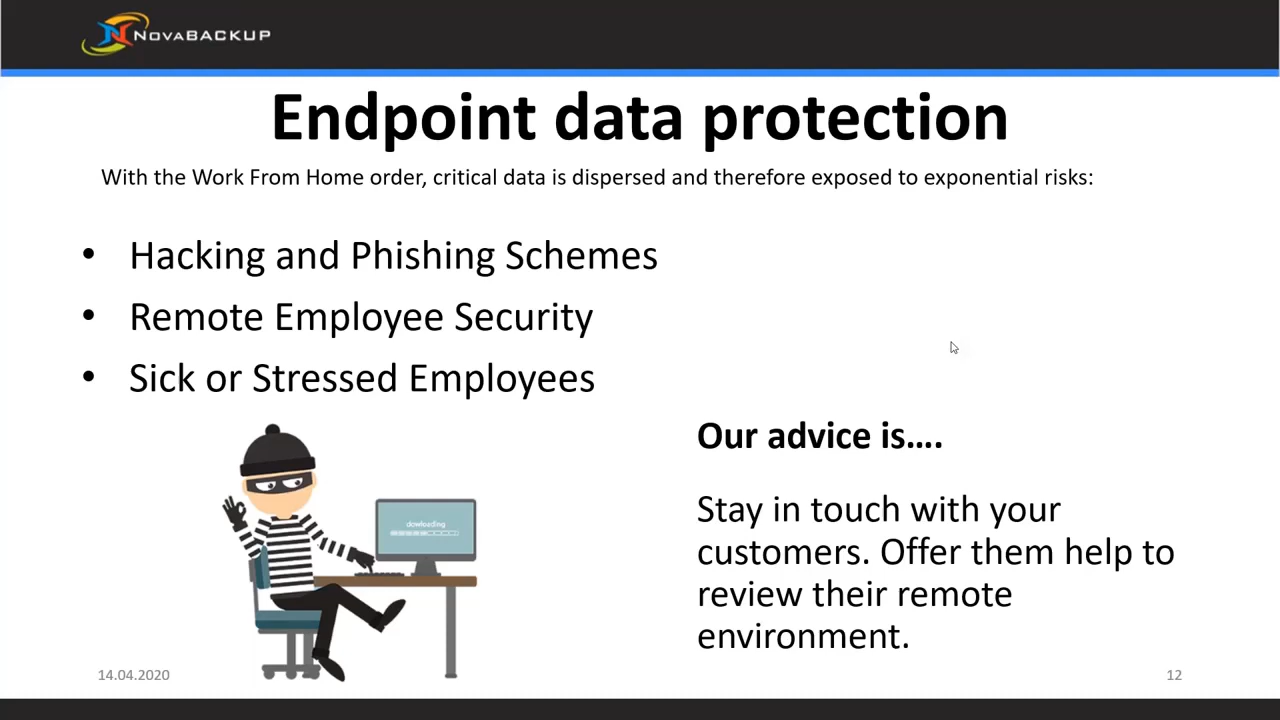 NovaBACKUP
Endpoint data protection
With the Work From Home order, critical data is dispersed and therefore exposed to exponential risks:
• Hacking and Phishing Schemes
• Remote Employee Security
• Sick or Stressed Employees
dowloading
Our advice is....
Stay in touch with your
customers. Offer them help to
review their remote
environment.
14.04.2020
12